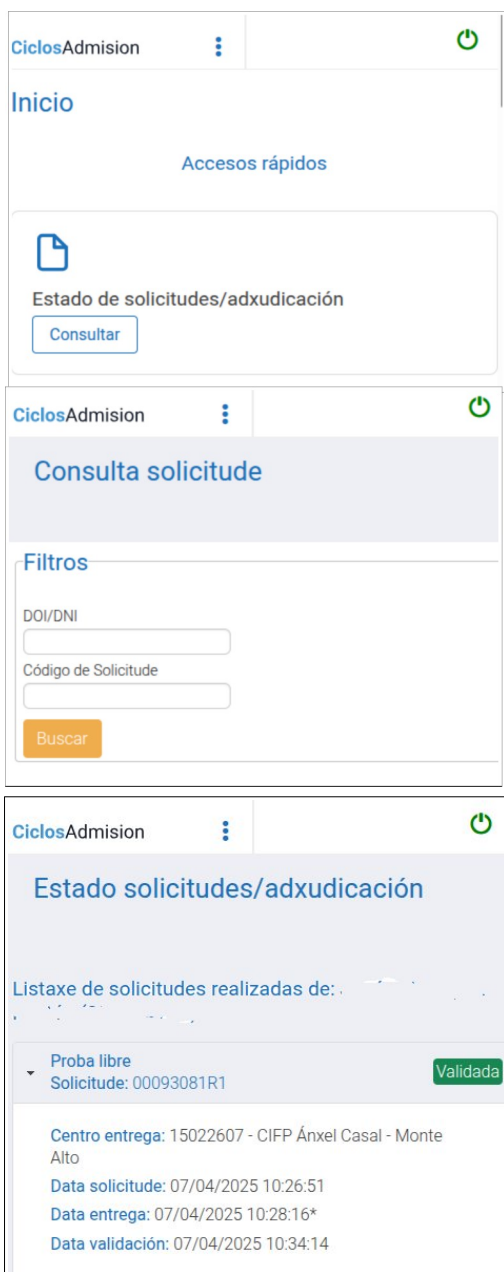 CiclosAdmision
Inicio
Accesos rápidos
Estado de solicitudes/adxudicación
Consultar
CiclosAdmision
Consulta solicitude
Filtros
DOI/DNI
Código de Solicitude
Buscar
CiclosAdmision
Estado solicitudes/adxudicación
Listaxe de solicitudes realizadas de:
Proba libre
Solicitude: 00093081R1
Validada
Centro entrega: 15022607 - CIFP Ánxel Casal - Monte
Alto
Data solicitude: 07/04/2025 10:26:51
Data entrega: 07/04/2025 10:28:16*
Data validación: 07/04/2025 10:34:14